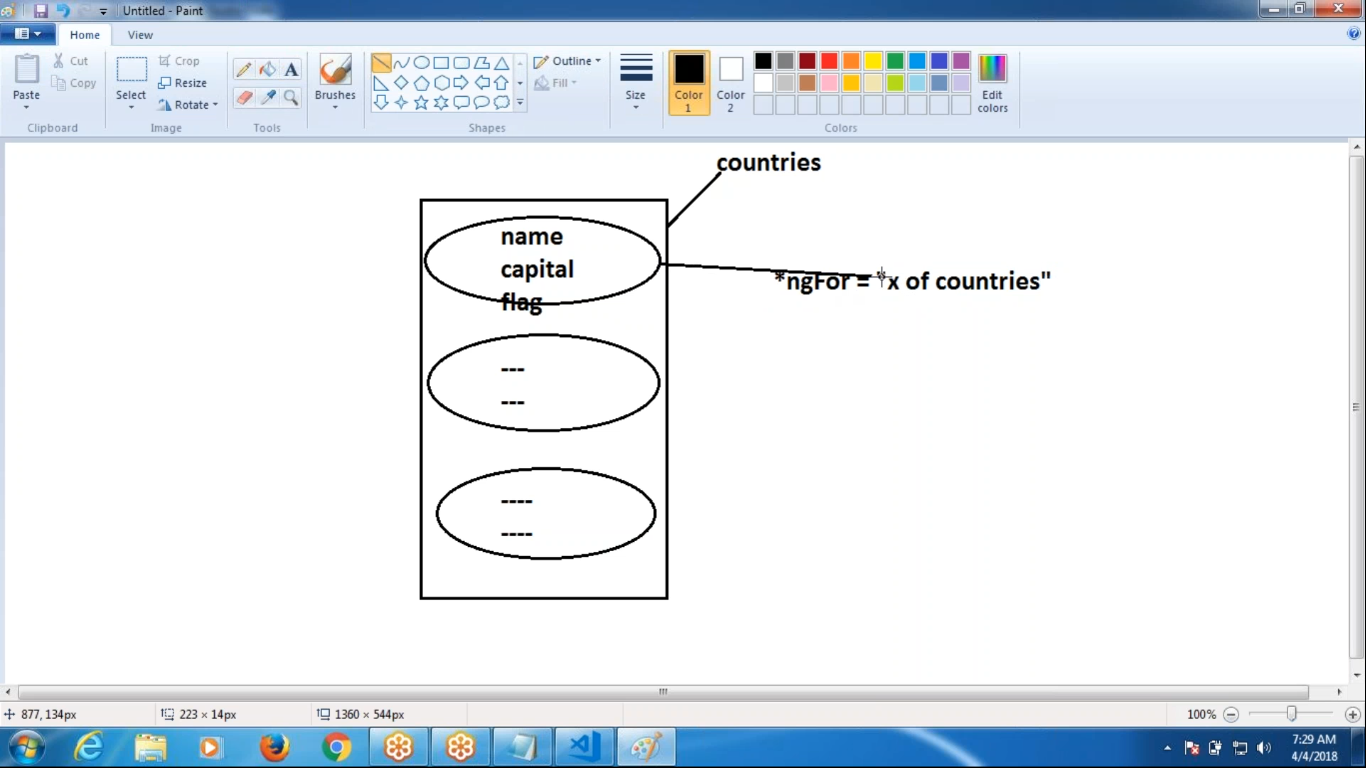 Untitled - Paint
Home
View
Paste
Cut
Copy
Clipboard
Select
Crop
Resize
Rotate
Image
Tools
Brushes
Shapes
Outline
Fill
Size
Color 1
Color 2
Edit colors
Colors
countries
name
capital
flag
*ngFor = "x of countries"
---
---
----
----
877, 134px
223 × 14px
1360 × 544px
100%
7:29 AM
4/4/2018